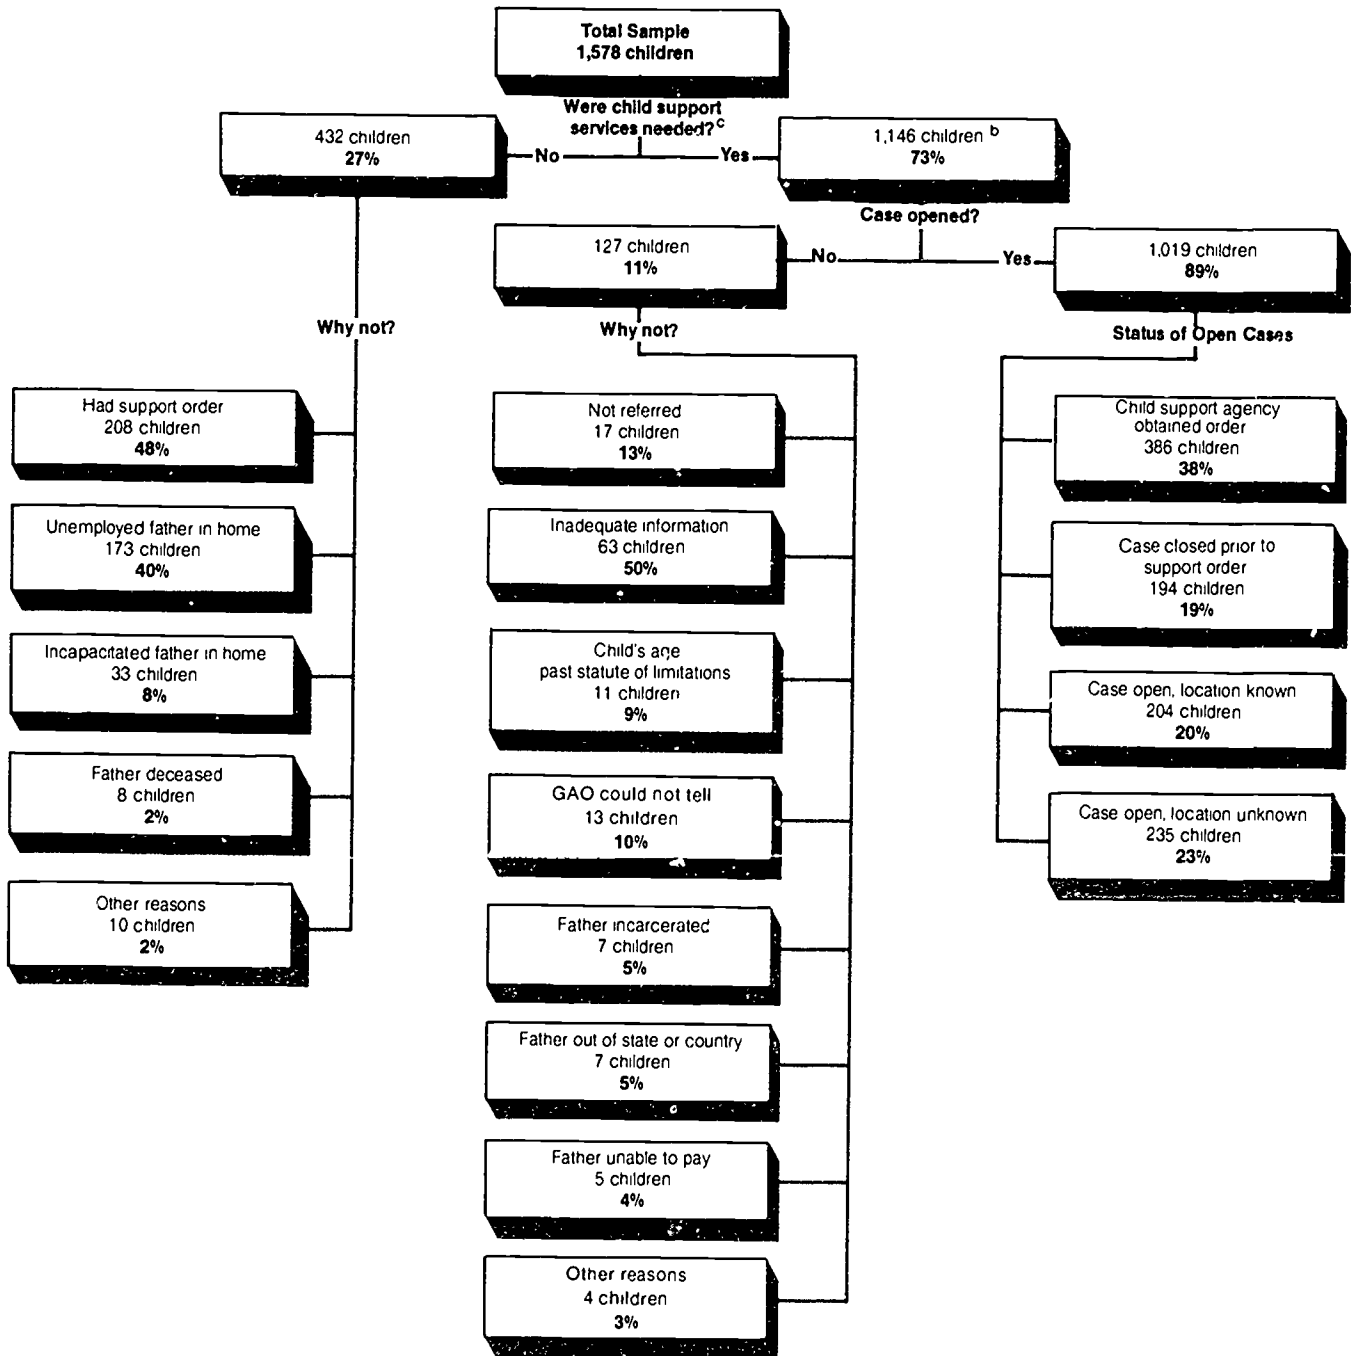 Total Sample
1,578 children
Were child support
services needed? c
432 children
27%
No
Yes
1,146 children b
73%
Case opened?
127 children
11%
No
Yes
1,019 children
89%
Why not?
Why not?
Status of Open Cases
Had support order
208 children
48%
Unemployed father in home
173 children
40%
Incapacitated father in home
33 children
8%
Father deceased
8 children
2%
Other reasons
10 children
2%
Not referred
17 children
13%
Inadequate information
63 children
50%
Child's age
past statute of limitations
11 children
9%
GAO could not tell
13 children
10%
Father incarcerated
7 children
5%
Father out of state or country
7 children
5%
Father unable to pay
5 children
4%
Other reasons
4 children
3%
Child support agency
obtained order
386 children
38%
Case closed prior to
support order
194 children
19%
Case open, location known
204 children
20%
Case open, location unknown
235 children
23%